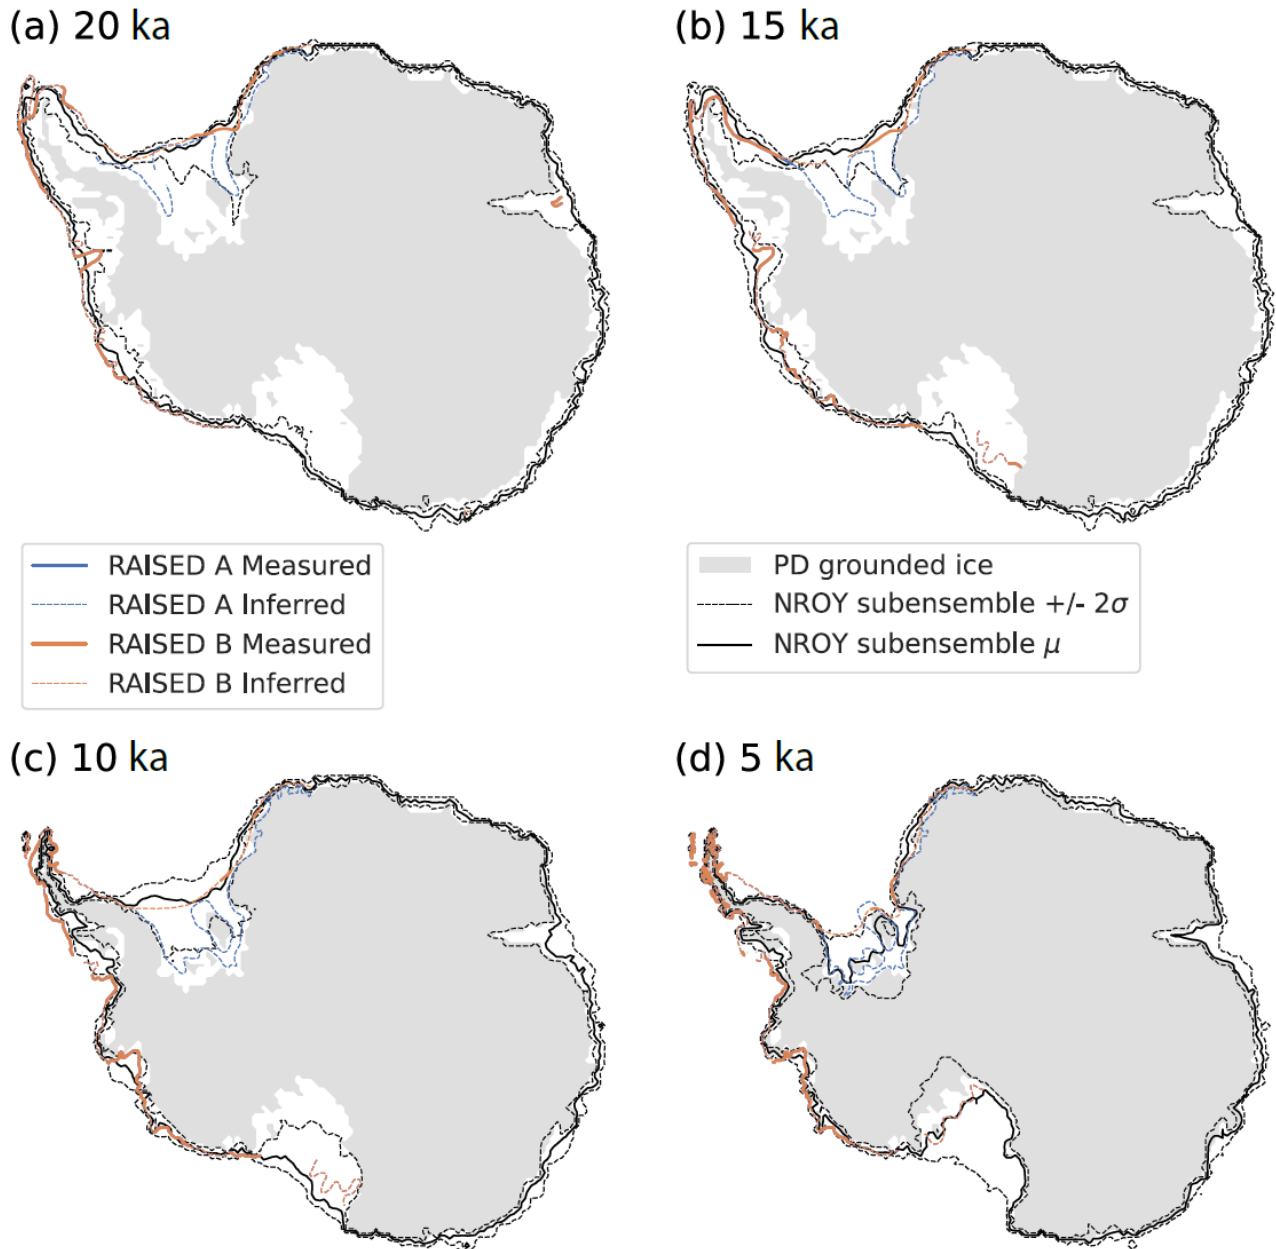 (a) 20 ka
(b) 15 ka
RAISED A Measured
RAISED A Inferred
RAISED B Measured
RAISED B Inferred
PD grounded ice
NROY subensemble +/- 2σ
NROY subensemble μ
(c) 10 ka
(d) 5 ka